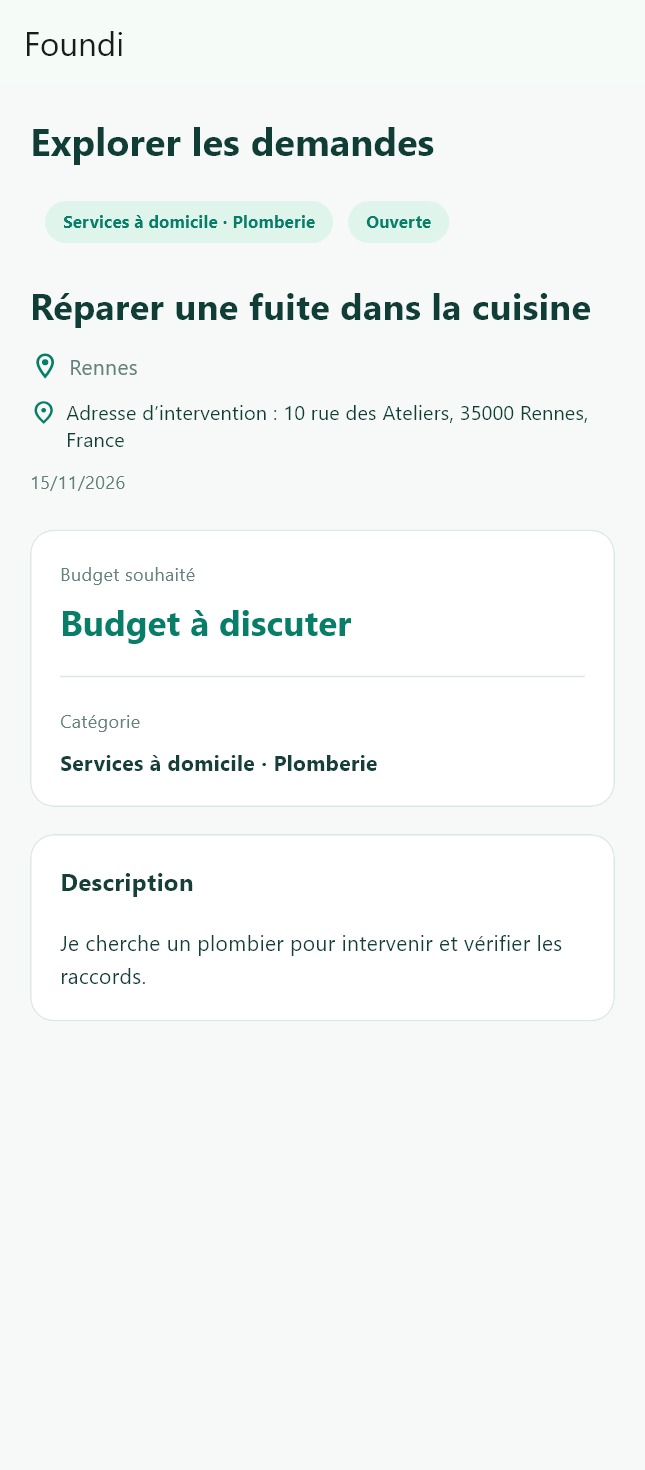 Foundi
Explorer les demandes
Services à domicile · Plomberie
Ouverte
Réparer une fuite dans la cuisine
Rennes
Adresse d’intervention : 10 rue des Ateliers, 35000 Rennes,
France
15/11/2026
Budget souhaité
Budget à discuter
Catégorie
Services à domicile · Plomberie
Description
Je cherche un plombier pour intervenir et vérifier les
raccords.